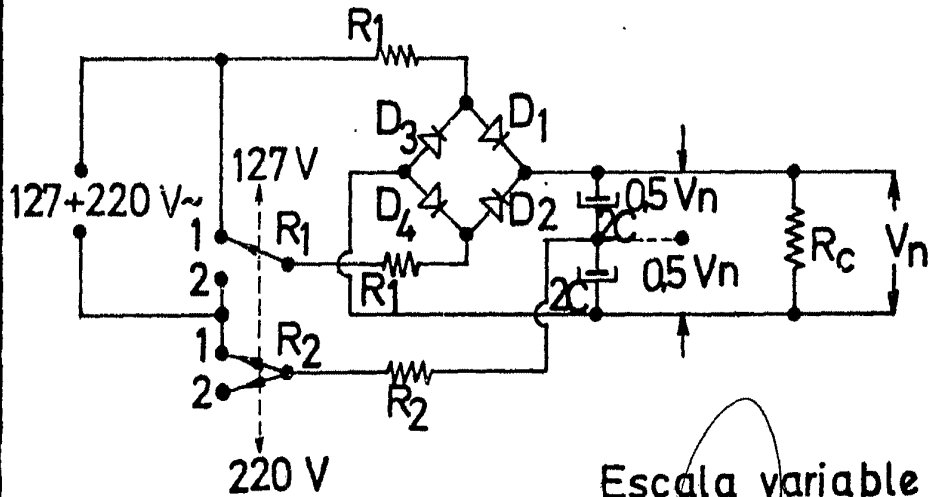 R1
D3 D1
127 V
127+220 V~
D4 D2 0,5 Vn
1 R1 2C Rc Vn
2 R1 2C 0,5 Vn
1 R2
2 R2
220 V
Escala variable